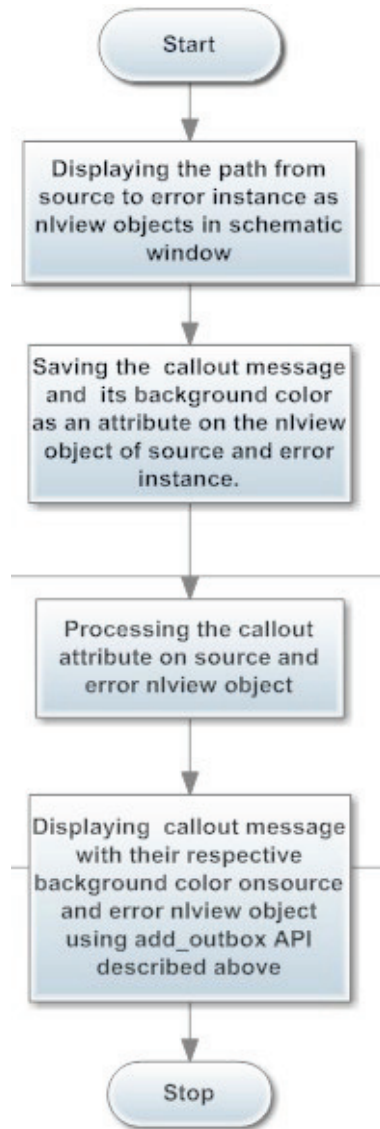 Start
Displaying the path from
source to error instance as
nlview objects in schematic
window
Saving the callout message
and its background color
as an attribute on the nlview
object of source and error
instance.
Processing the callout
attribute on source and
error nlview object
Displaying callout message
with their respective
background color onsource
and error nlview object
using add_outbox API
described above
Stop